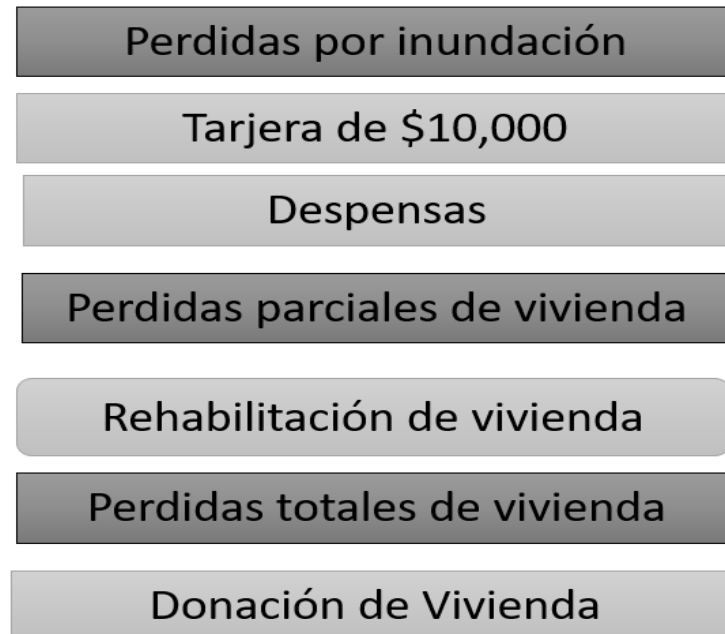 Perdidas por inundación
Tarjera de $10,000
Despensas
Perdidas parciales de vivienda
Rehabilitación de vivienda
Perdidas totales de vivienda
Donación de Vivienda